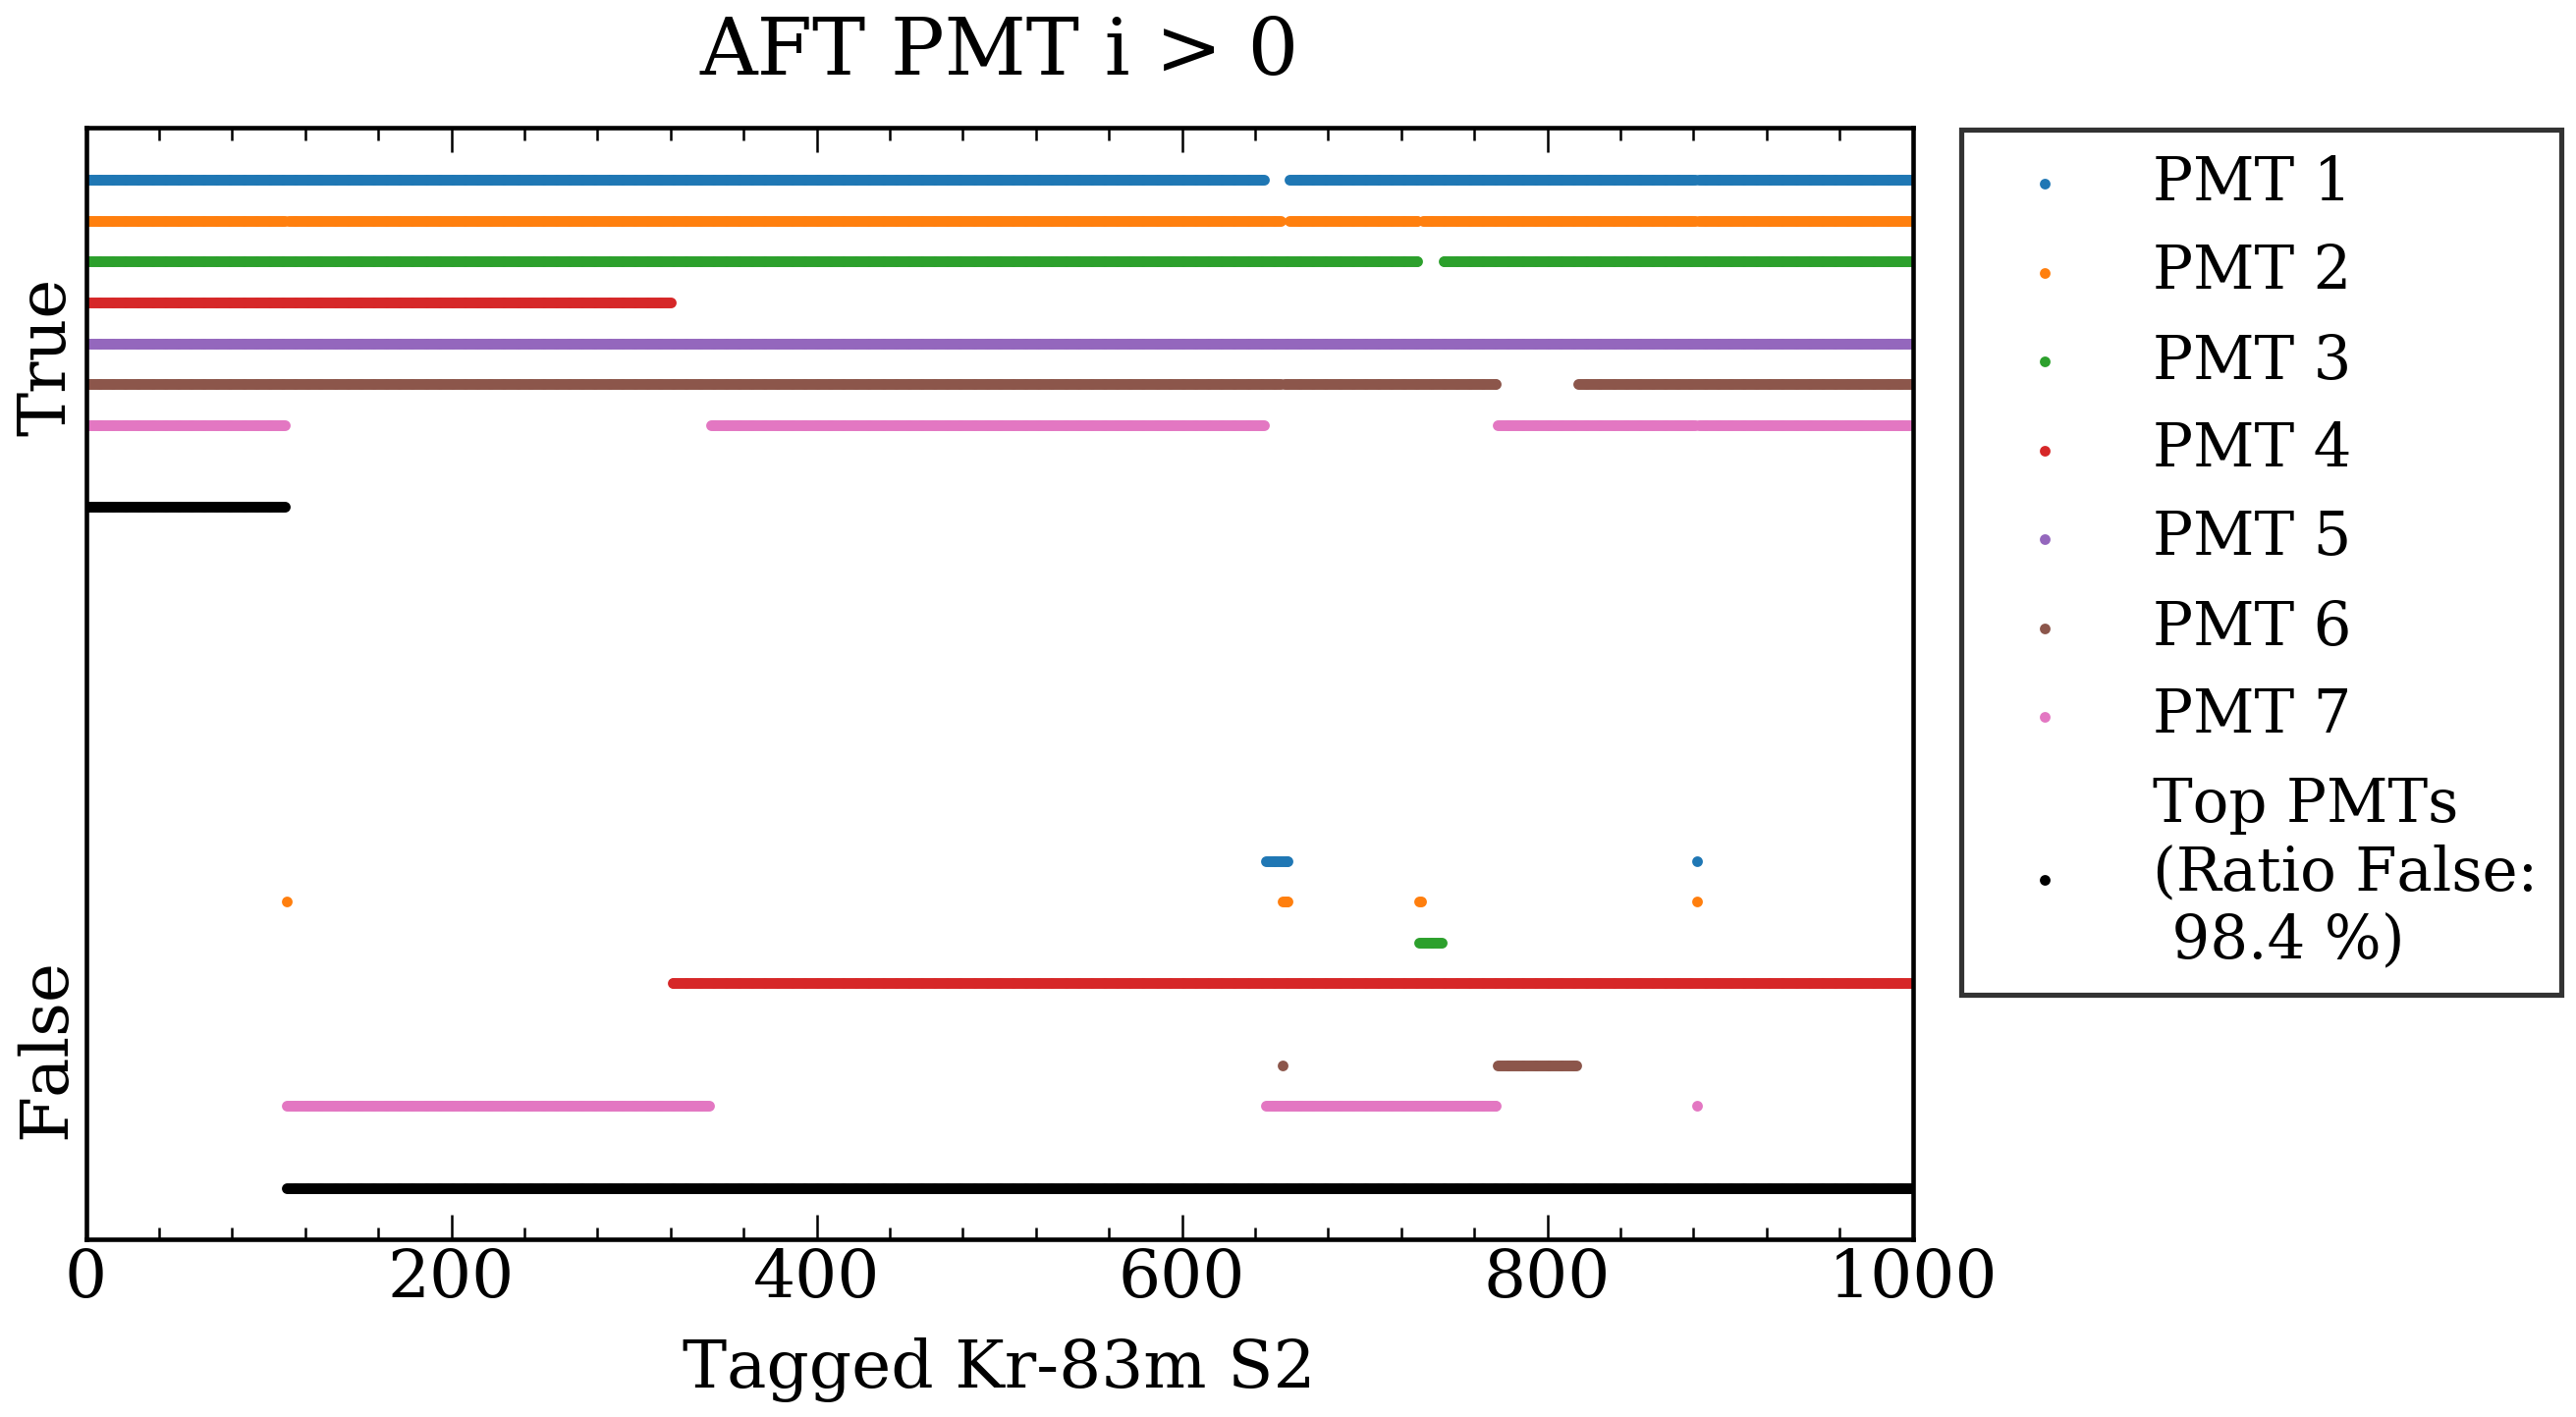 AFT PMT i > 0
True
False
0 200 400 600 800 1000
Tagged Kr-83m S2
PMT 1
PMT 2
PMT 3
PMT 4
PMT 5
PMT 6
PMT 7
Top PMTs
(Ratio False:
98.4 %)